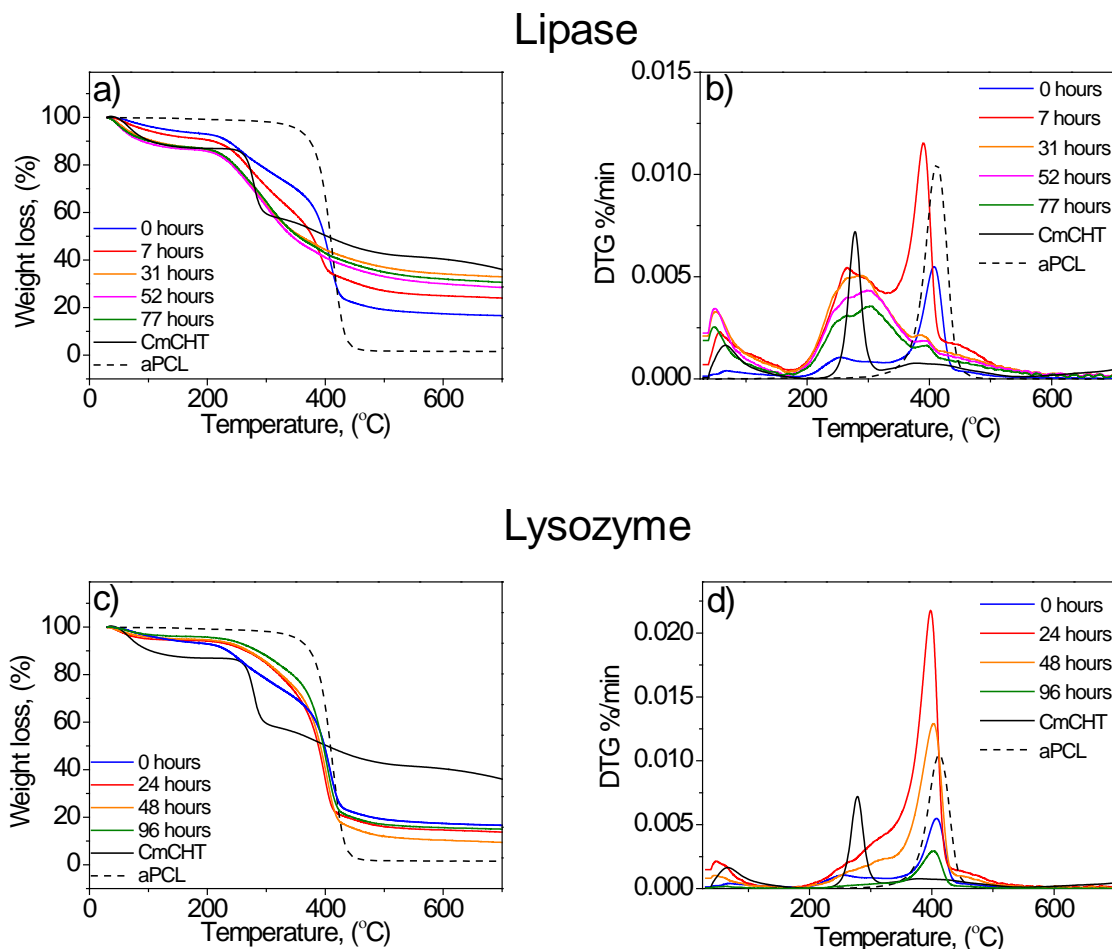 Lipase
a)
Weight loss, (%)
100
80
60
40
20
0
0 hours
7 hours
31 hours
52 hours
77 hours
CmCHT
aPCL
0
200
400
600
Temperature, (°C)
b)
DTG %/min
0.015
0.010
0.005
0.000
0 hours
7 hours
31 hours
52 hours
77 hours
CmCHT
aPCL
200
400
600
Temperature, (°C)
Lysozyme
c)
Weight loss, (%)
100
80
60
40
20
0
0 hours
24 hours
48 hours
96 hours
CmCHT
aPCL
0
200
400
600
Temperature, (°C)
d)
DTG %/min
0.020
0.015
0.010
0.005
0.000
0 hours
24 hours
48 hours
96 hours
CmCHT
aPCL
200
400
600
Temperature, (°C)